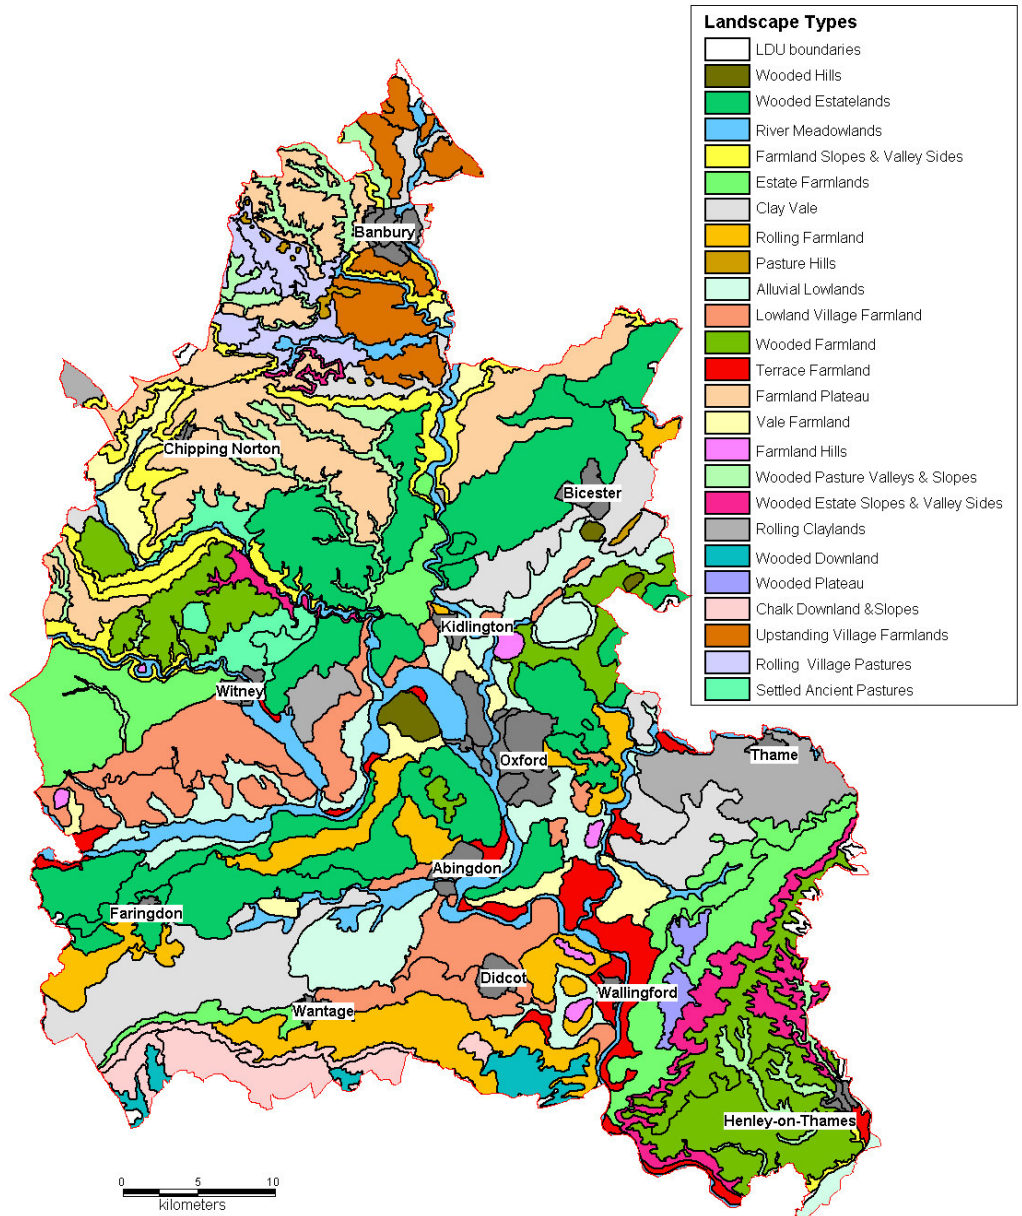 Landscape Types
LDU boundaries
Wooded Hills
Wooded Estatelands
River Meadowlands
Farmland Slopes & Valley Sides
Estate Farmlands
Clay Vale
Rolling Farmland
Pasture Hills
Alluvial Lowlands
Lowland Village Farmland
Wooded Farmland
Terrace Farmland
Farmland Plateau
Vale Farmland
Farmland Hills
Wooded Pasture Valleys & Slopes
Wooded Estate Slopes & Valley Sides
Rolling Claylands
Wooded Downland
Wooded Plateau
Chalk Downland &Slopes
Upstanding Village Farmlands
Rolling Village Pastures
Settled Ancient Pastures
Banbury
Chipping Norton
Bicester
Kidlington
Witney
Oxford
Thame
Abingdon
Faringdon
Didcot
Wallingford
Wantage
Henley-on-Thames
0 5 10
kilometers